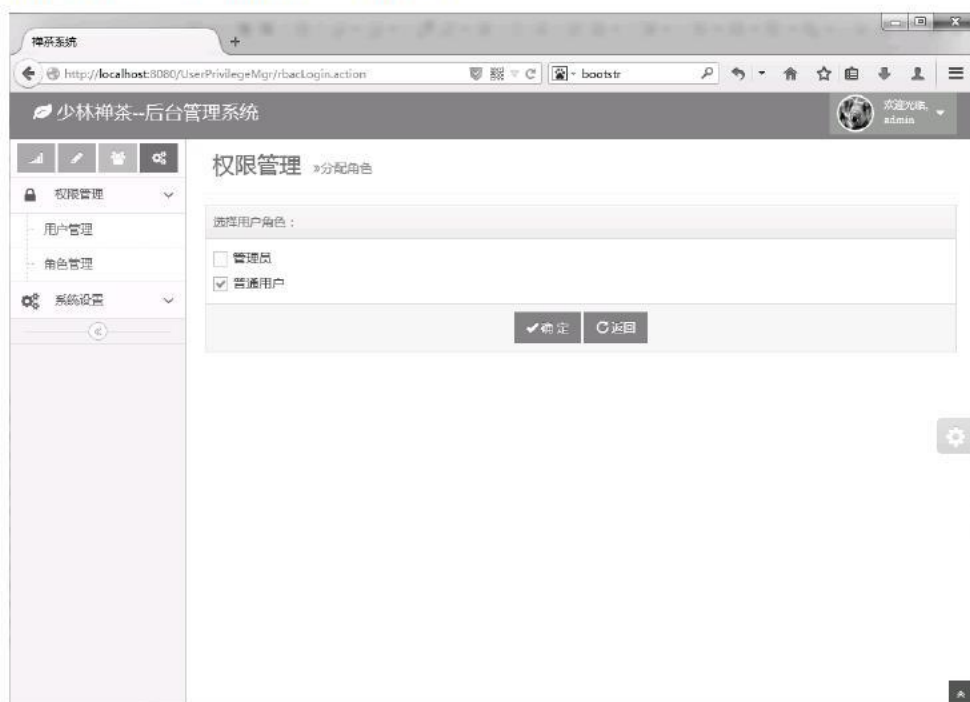 禅茶系统
http://localhost:8080/UserPrivilegeMgr/rbacLogin.action
bootstr
少林禅茶--后台管理系统
欢迎光临,
admin
权限管理 »分配角色
权限管理
用户管理
角色管理
系统设置
选择用户角色：
管理员
普通用户
确定 返回